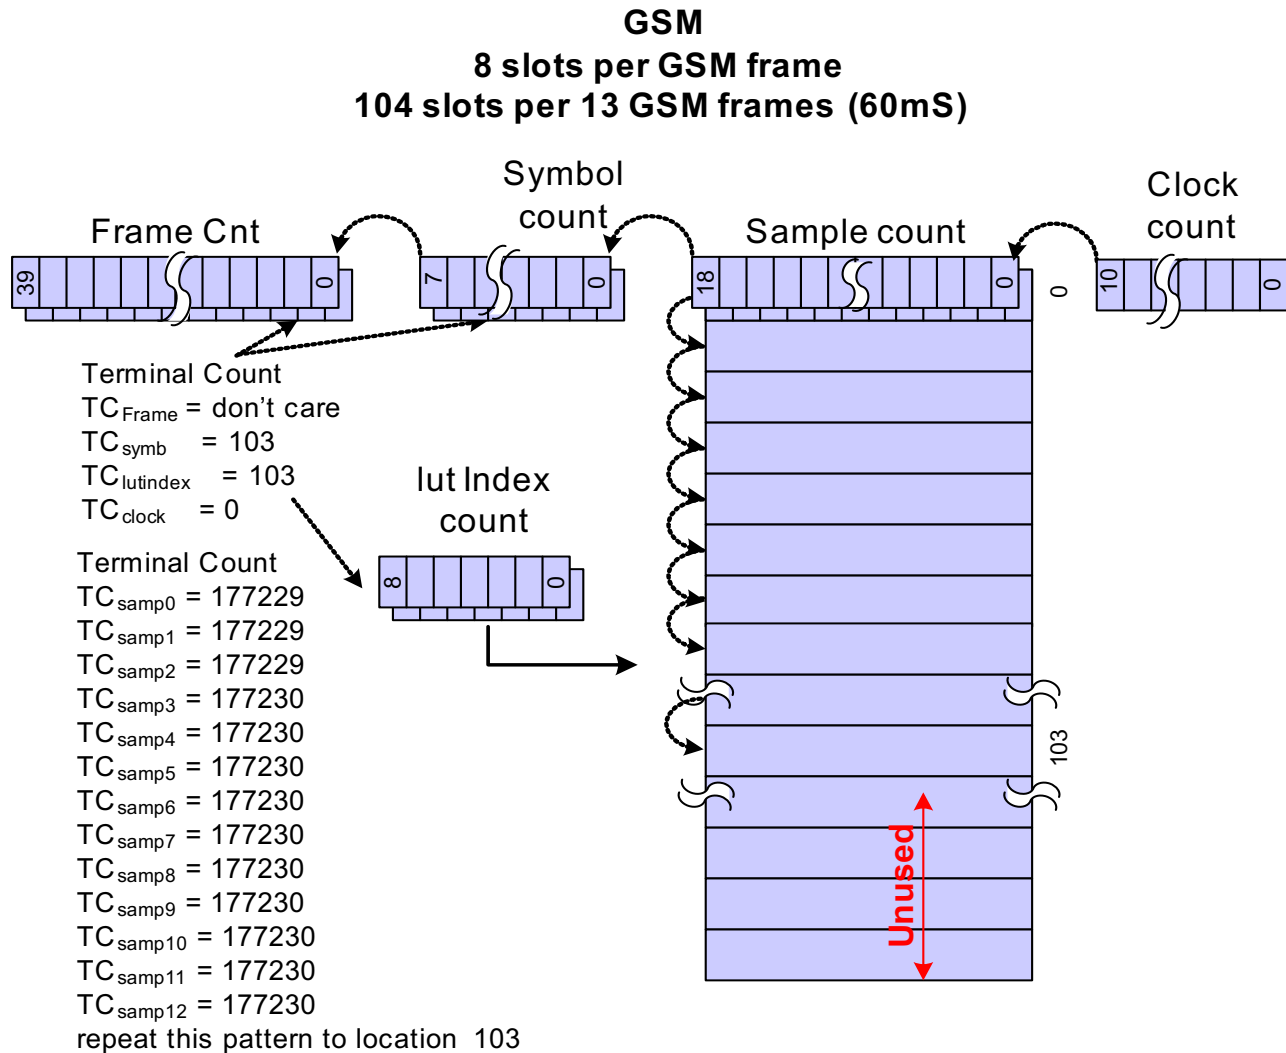 GSM
8 slots per GSM frame
104 slots per 13 GSM frames (60mS)
Frame Cnt
Symbol
count
Sample count
Clock
count
39
0
7
0
18
0
0
10
0
Terminal Count
TCFrame = don't care
TCsymb = 103
TClutindex = 103
TCclock = 0
lut Index
count
8
0
Terminal Count
TCsamp0 = 177229
TCsamp1 = 177229
TCsamp2 = 177229
TCsamp3 = 177230
TCsamp4 = 177230
TCsamp5 = 177230
TCsamp6 = 177230
TCsamp7 = 177230
TCsamp8 = 177230
TCsamp9 = 177230
TCsamp10 = 177230
TCsamp11 = 177230
TCsamp12 = 177230
repeat this pattern to location 103
103
Unused